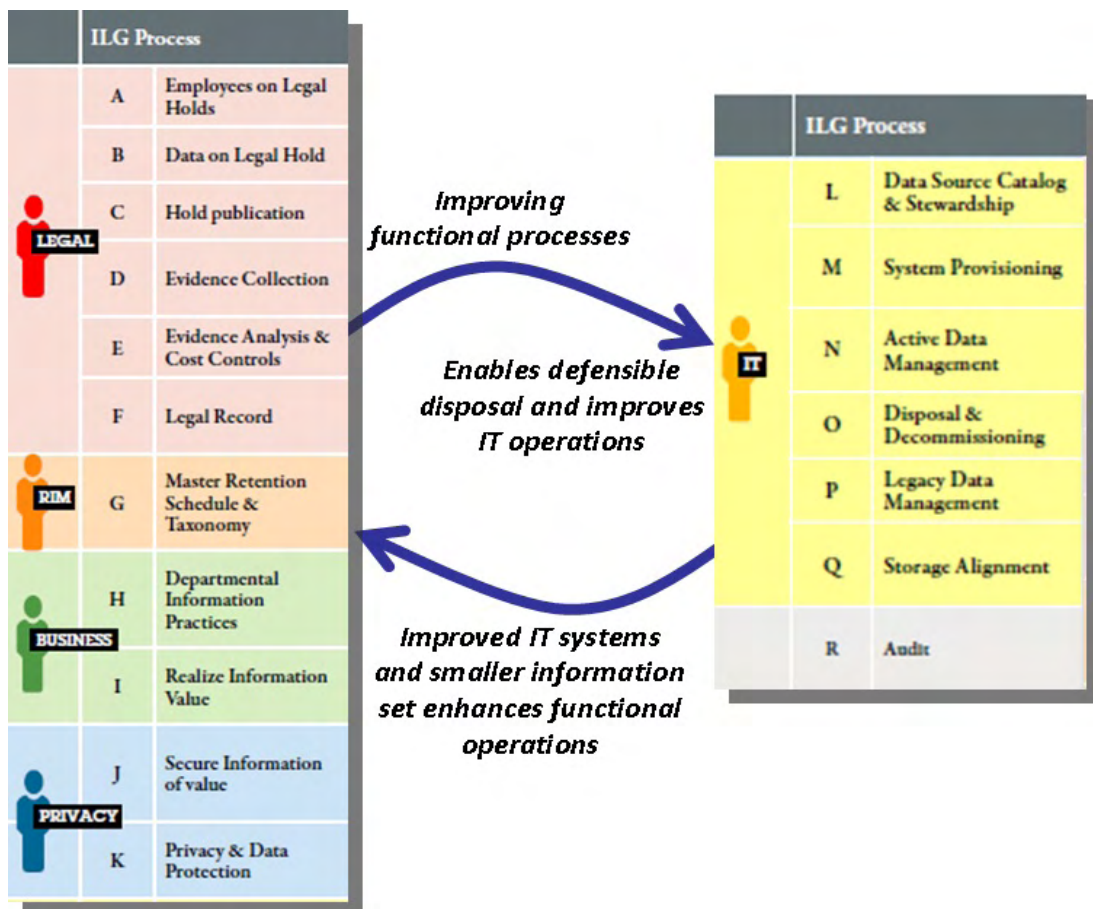 ILG Process
A
Employees on Legal
Holds
B
Data on Legal Hold
LEGAL
C
Hold publication
D
Evidence Collection
E
Evidence Analysis &
Cost Controls
F
Legal Record
RIM
G
Master Retention
Schedule &
Taxonomy
BUSINESS
H
Departmental
Information
Practices
I
Realize Information
Value
PRIVACY
J
Secure Information
of value
K
Privacy & Data
Protection
Improving
functional processes
Enables defensible
disposal and improves
IT operations
Improved IT systems
and smaller information
set enhances functional
operations
ILG Process
L
Data Source Catalog
& Stewardship
M
System Provisioning
IT
N
Active Data
Management
O
Disposal &
Decommissioning
P
Legacy Data
Management
Q
Storage Alignment
R
Audit